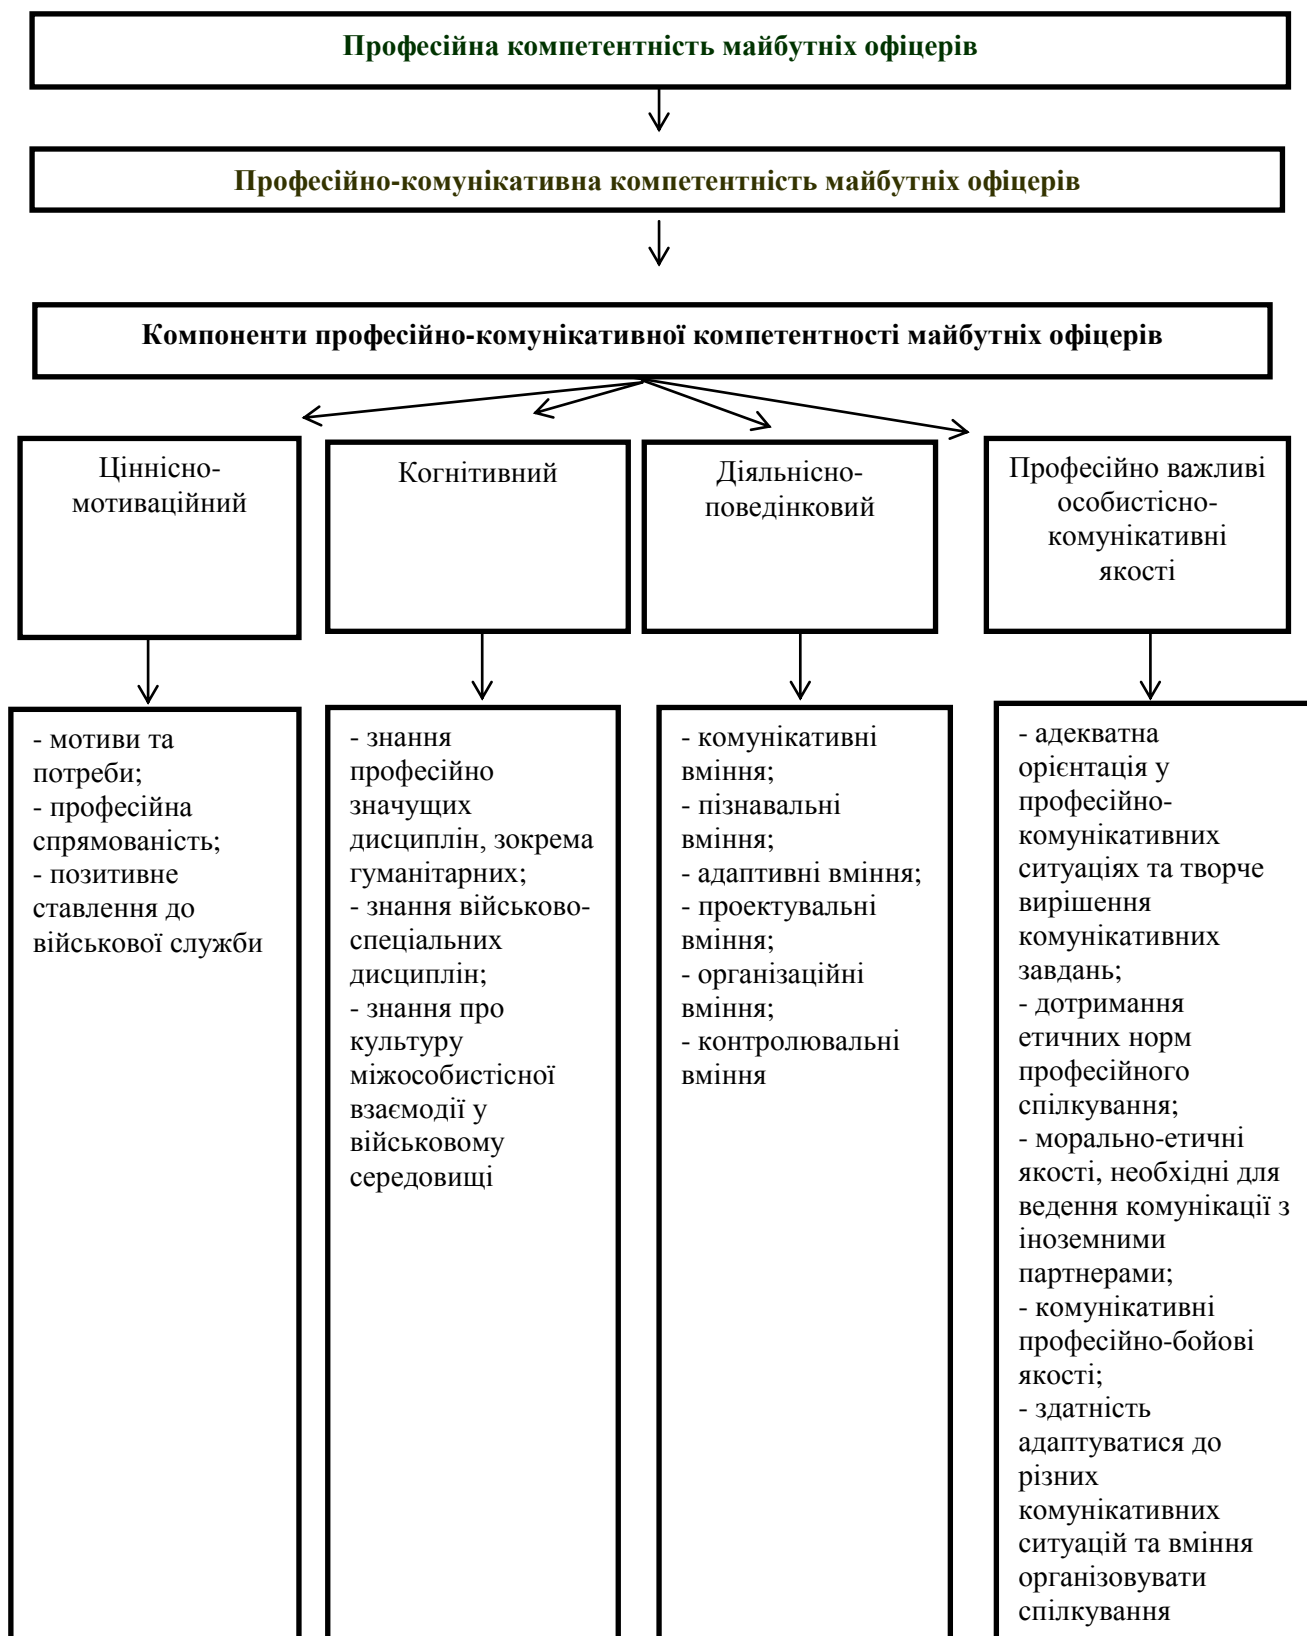 Професійна компетентність майбутніх офіцерів
Професійно-комунікативна компетентність майбутніх офіцерів
Компоненти професійно-комунікативної компетентності майбутніх офіцерів
Ціннісно-
мотиваційний
Когнітивний
Діяльнісно-
поведінковий
Професійно важливі
особистісно-
комунікативні
якості
- мотиви та
потреби;
- професійна
спрямованість;
- позитивне
ставлення до
військової служби
- знання
професійно
значущих
дисциплін, зокрема
гуманітарних;
- знання військово-
спеціальних
дисциплін;
- знання про
культуру
міжособистісної
взаємодії у
військовому
середовищі
- комунікативні
вміння;
- пізнавальні
вміння;
- адаптивні вміння;
- проектувальні
вміння;
- організаційні
вміння;
- контролювальні
вміння
- адекватна
орієнтація у
професійно-
комунікативних
ситуаціях та творче
вирішення
комунікативних
завдань;
- дотримання
етичних норм
професійного
спілкування;
- морально-етичні
якості, необхідні для
ведення комунікації з
іноземними
партнерами;
- комунікативні
професійно-бойові
якості;
- здатність
адаптуватися до
різних
комунікативних
ситуацій та вміння
організовувати
спілкування